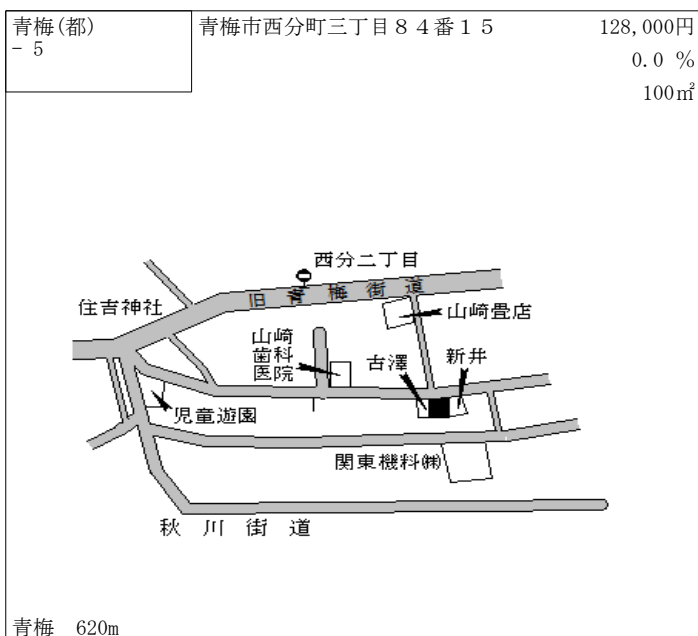 青梅(都)
- 5
青梅市西分町三丁目８４番１５
128,000円
0.0 %
100㎡
西分二丁目
旧青梅街道
住吉神社
山崎畳店
山崎
歯科
医院
古澤
新井
児童遊園
関東機料㈱
秋川街道
青梅 620m